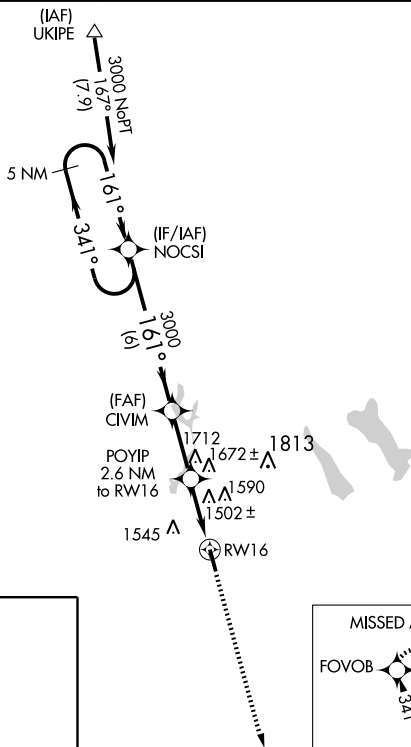 (IAF)
UKIPE
3000 NoPT
167°
(7.9)
5 NM
161°
341°
(IF/IAF)
NOCSI
3000
161°
(6)
(FAF)
CIVIM
1712
1672 ±
1813
POYIP
2.6 NM
to RW16
1590
1502 ±
1545
RW16
MISSED
FOVOB
341